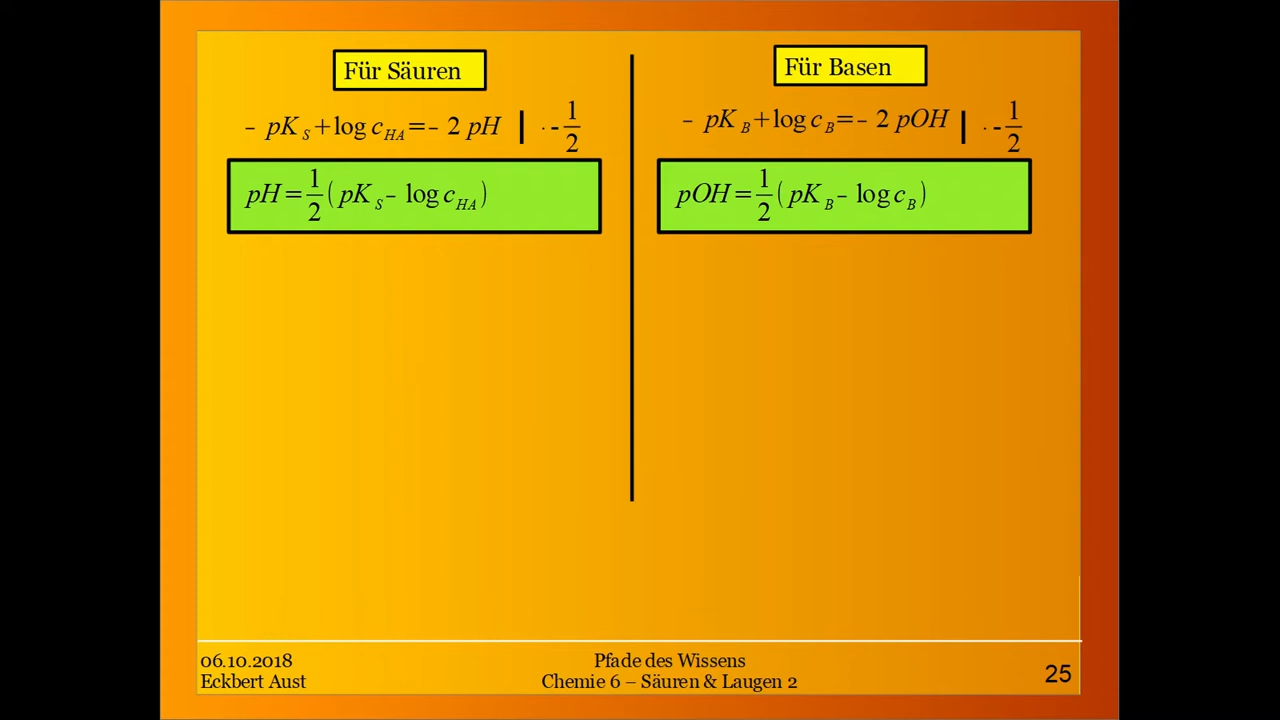 Für Säuren
− pK_S + log c_HA = − 2 pH | · - 1/2
pH = 1/2 ( pK_S − log c_HA )
Für Basen
− pK_B + log c_B = − 2 pOH | · - 1/2
pOH = 1/2 ( pK_B − log c_B )
06.10.2018
Eckbert Aust
Pfade des Wissens
Chemie 6 – Säuren & Laugen 2
25